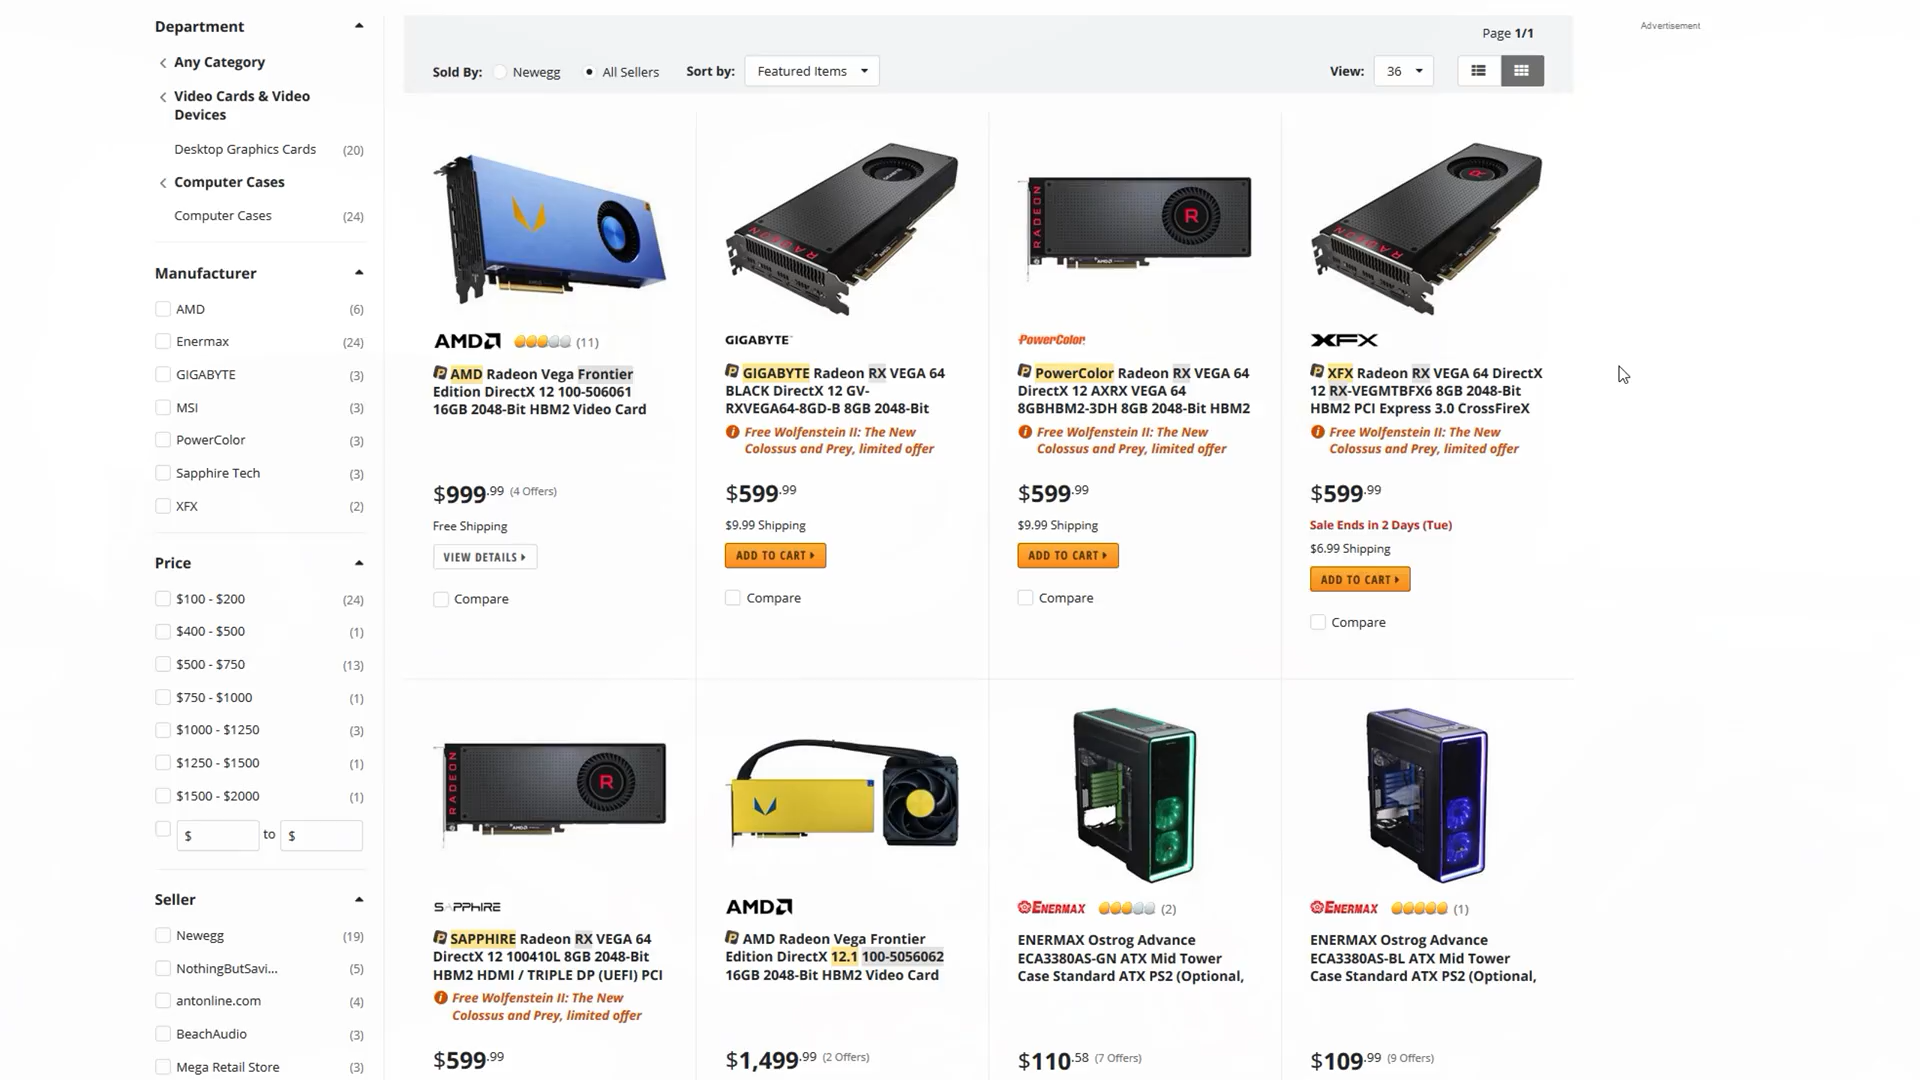 Department
Any Category
Video Cards & Video
Devices
Desktop Graphics Cards (20)
Computer Cases
Computer Cases (24)
Manufacturer
AMD (6)
Enermax (24)
GIGABYTE (3)
MSI (3)
PowerColor (3)
Sapphire Tech (3)
XFX (2)
Price
$100 - $200 (24)
$400 - $500 (1)
$500 - $750 (13)
$750 - $1000 (1)
$1000 - $1250 (3)
$1250 - $1500 (1)
$1500 - $2000 (1)
$ to $
Seller
Newegg (19)
NothingButSavi... (5)
antonline.com (4)
BeachAudio (3)
Mega Retail Store (3)
Page 1/1
Sold By: Newegg All Sellers Sort by: Featured Items View: 36
Advertisement
AMD (11)
AMD Radeon Vega Frontier
Edition DirectX 12 100-506061
16GB 2048-Bit HBM2 Video Card
$999.99 (4 Offers)
Free Shipping
VIEW DETAILS
Compare
GIGABYTE
GIGABYTE
GIGABYTE Radeon RX VEGA 64
BLACK DirectX 12 GV-
RXVEGA64-8GD-B 8GB 2048-Bit
Free Wolfenstein II: The New
Colossus and Prey, limited offer
$599.99
$9.99 Shipping
ADD TO CART
Compare
RADEON
R
AMD
PowerColor
PowerColor Radeon RX VEGA 64
DirectX 12 AXRX VEGA 64
8GBHBM2-3DH 8GB 2048-Bit HBM2
Free Wolfenstein II: The New
Colossus and Prey, limited offer
$599.99
$9.99 Shipping
ADD TO CART
Compare
RADEON
R
XFX
XFX Radeon RX VEGA 64 DirectX
12 RX-VEGMTBFX6 8GB 2048-Bit
HBM2 PCI Express 3.0 CrossFireX
Free Wolfenstein II: The New
Colossus and Prey, limited offer
$599.99
Sale Ends in 2 Days (Tue)
$6.99 Shipping
ADD TO CART
Compare
RADEON
R
AMD
SAPPHIRE
SAPPHIRE Radeon RX VEGA 64
DirectX 12 100410L 8GB 2048-Bit
HBM2 HDMI / TRIPLE DP (UEFI) PCI
Free Wolfenstein II: The New
Colossus and Prey, limited offer
$599.99
AMD
AMD Radeon Vega Frontier
Edition DirectX 12.1 100-5056062
16GB 2048-Bit HBM2 Video Card
$1,499.99 (2 Offers)
ENERMAX (2)
ENERMAX Ostrog Advance
ECA3380AS-GN ATX Mid Tower
Case Standard ATX PS2 (Optional,
$110.58 (7 Offers)
ENERMAX (1)
ENERMAX Ostrog Advance
ECA3380AS-BL ATX Mid Tower
Case Standard ATX PS2 (Optional,
$109.99 (9 Offers)